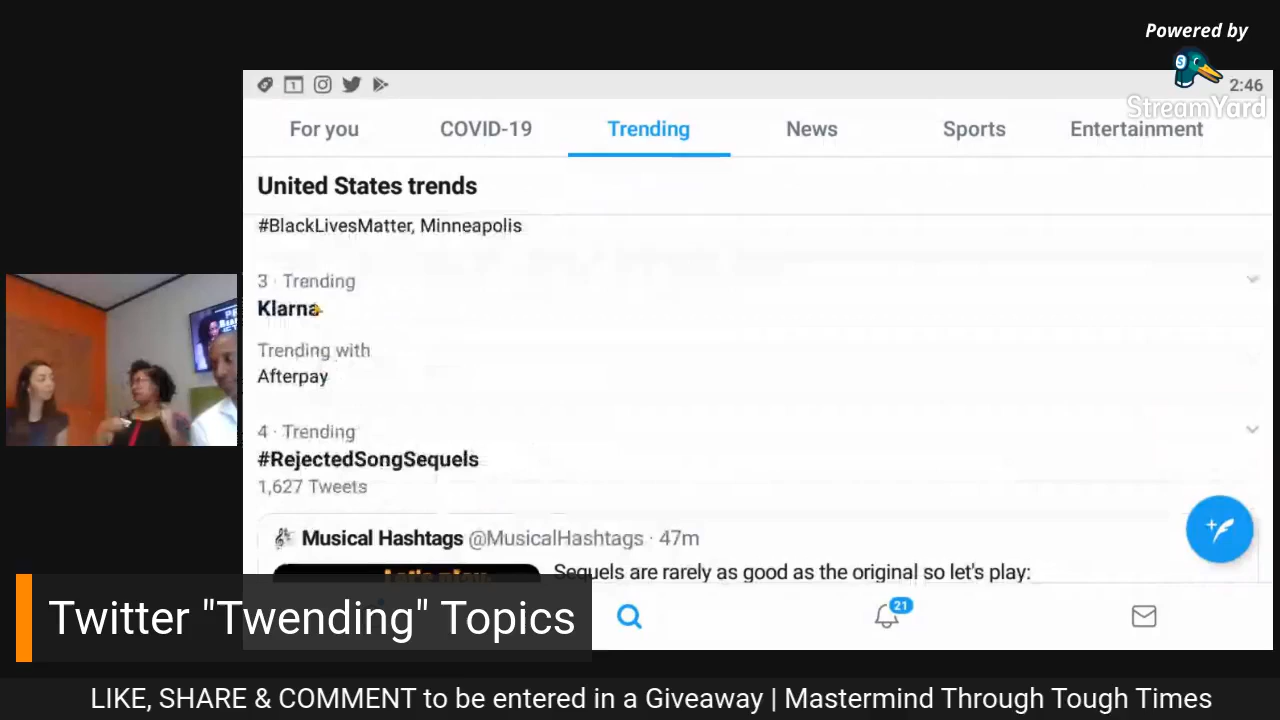 Powered by
StreamYard
2:46
For you COVID-19 Trending News Sports Entertainment
United States trends
#BlackLivesMatter, Minneapolis
3 · Trending
Klarna
Trending with
Afterpay
4 · Trending
#RejectedSongSequels
1,627 Tweets
Musical Hashtags @MusicalHashtags · 47m
Let's play
Sequels are rarely as good as the original so let's play:
21
Twitter "Twending" Topics
LIKE, SHARE & COMMENT to be entered in a Giveaway | Mastermind Through Tough Times